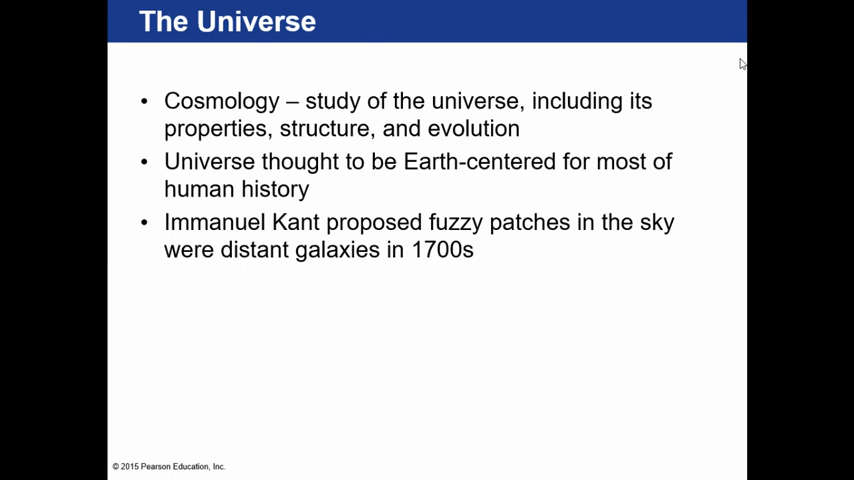 The Universe
• Cosmology – study of the universe, including its
properties, structure, and evolution
• Universe thought to be Earth-centered for most of
human history
• Immanuel Kant proposed fuzzy patches in the sky
were distant galaxies in 1700s
© 2015 Pearson Education, Inc.